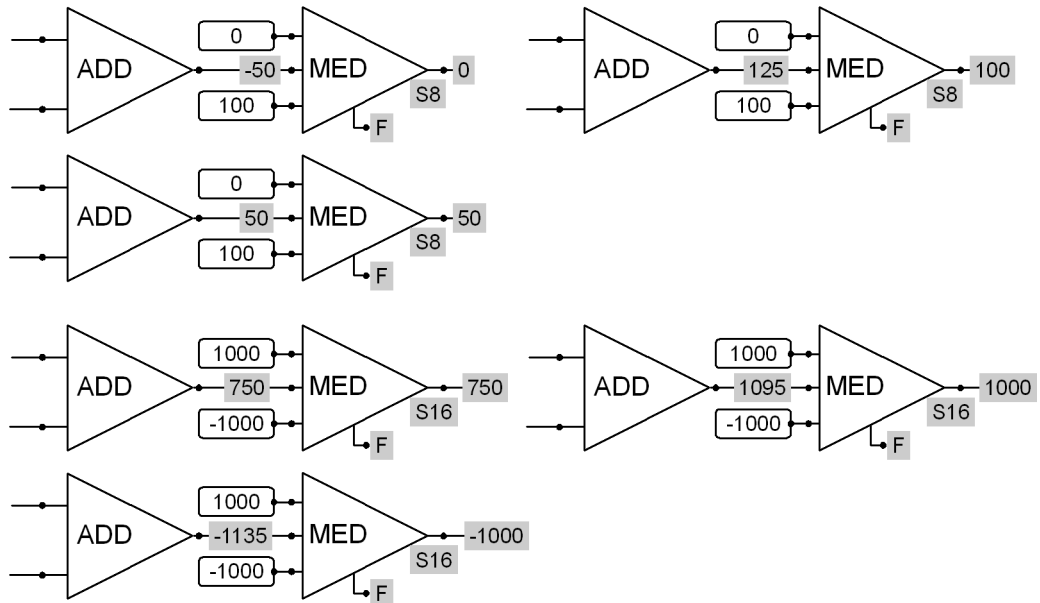 0
ADD -50 MED 0
100 S8
F
0
ADD 125 MED 100
100 S8
F
0
ADD 50 MED 50
100 S8
F
1000
ADD 750 MED 750
-1000 S16
F
1000
ADD 1095 MED 1000
-1000 S16
F
1000
ADD -1135 MED -1000
-1000 S16
F